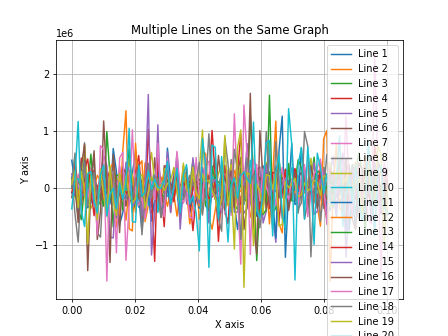 Multiple Lines on the Same Graph
1e6
2
1
0
−1
Y axis
0.00
0.02
0.04
0.06
X axis
Line 1
Line 2
Line 3
Line 4
Line 5
Line 6
Line 7
Line 8
Line 9
Line 10
Line 11
Line 12
Line 13
Line 14
Line 15
Line 16
Line 17
Line 18
Line 19
Line 20